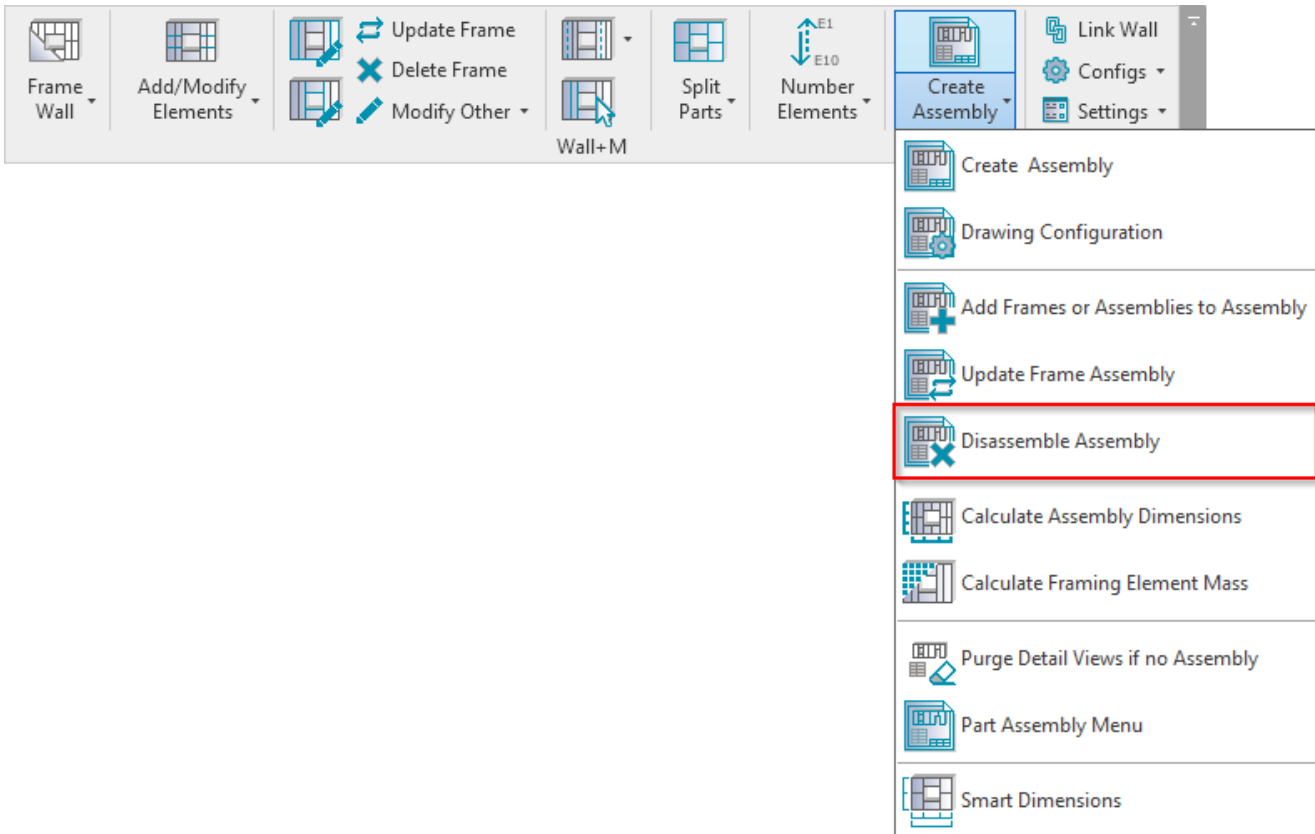 Frame
Wall
Add/Modify
Elements
Update Frame
Delete Frame
Modify Other
Split
Parts
E1
E10
Number
Elements
Create
Assembly
Link Wall
Configs
Settings
Wall+M
Create Assembly
Drawing Configuration
Add Frames or Assemblies to Assembly
Update Frame Assembly
Disassemble Assembly
Calculate Assembly Dimensions
Calculate Framing Element Mass
Purge Detail Views if no Assembly
Part Assembly Menu
Smart Dimensions